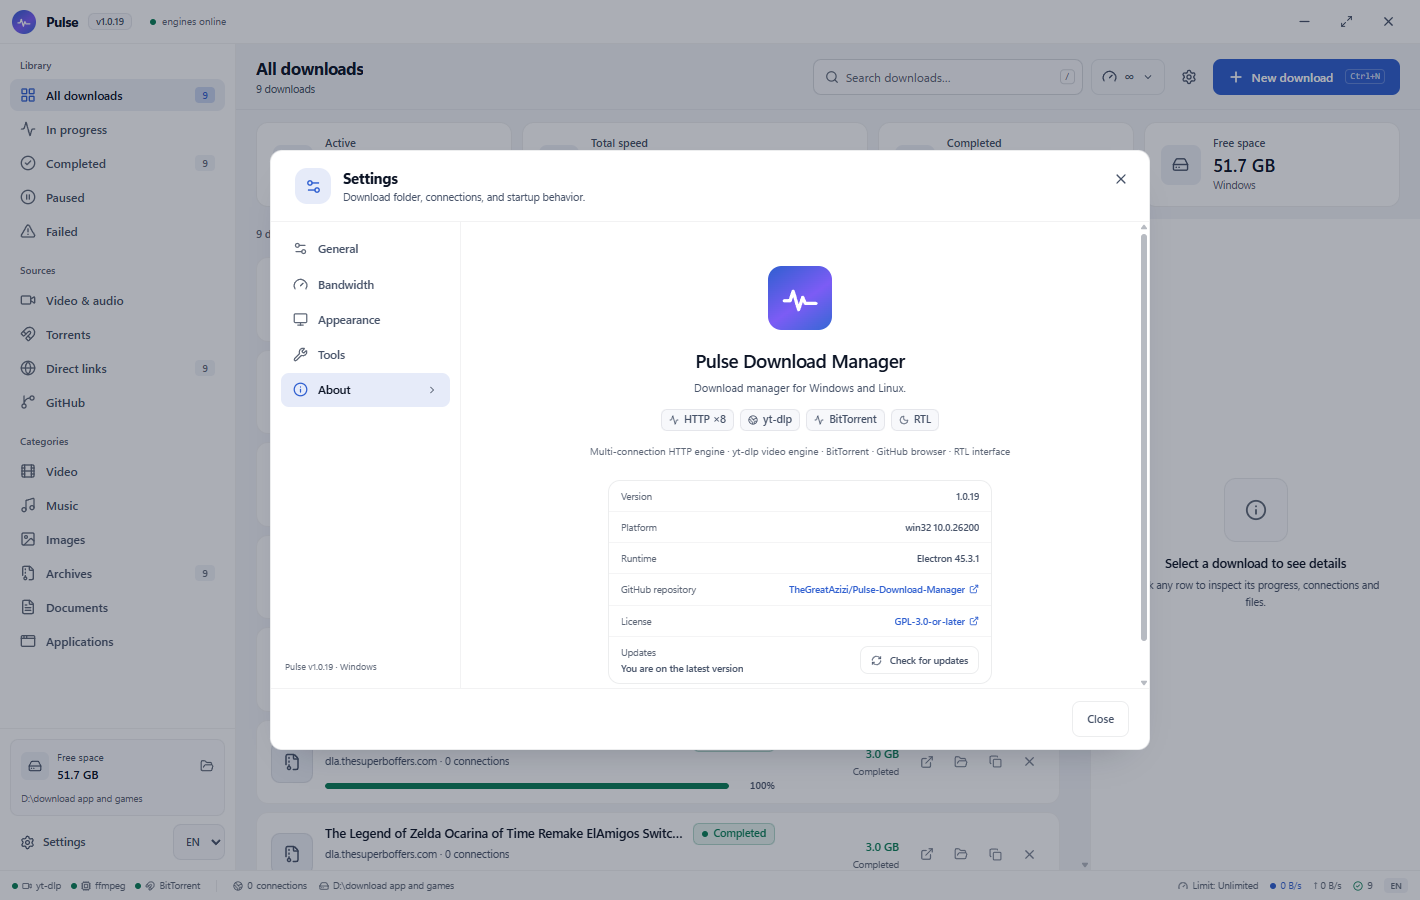 Pulse
v1.0.19
engines online
Library
All downloads
9
In progress
Completed
9
Paused
Failed
Sources
Video & audio
Torrents
Direct links
9
GitHub
Categories
Video
Music
Images
Archives
9
Documents
Applications
Free space
51.7 GB
D:\download app and games
Settings
EN
All downloads
9 downloads
Search downloads...
/
∞
New download
Ctrl+N
Active
Total speed
Completed
Free space
51.7 GB
Windows
9 d
Settings
Download folder, connections, and startup behavior.
General
Bandwidth
Appearance
Tools
About
Pulse v1.0.19 · Windows
Pulse Download Manager
Download manager for Windows and Linux.
HTTP ×8
yt-dlp
BitTorrent
RTL
Multi-connection HTTP engine · yt-dlp video engine · BitTorrent · GitHub browser · RTL interface
Version
1.0.19
Platform
win32 10.0.26200
Runtime
Electron 45.3.1
GitHub repository
TheGreatAzizi/Pulse-Download-Manager
License
GPL-3.0-or-later
Updates
You are on the latest version
Check for updates
Close
Select a download to see details
k any row to inspect its progress, connections and
files.
dla.thesuperboffers.com · 0 connections
100%
3.0 GB
Completed
The Legend of Zelda Ocarina of Time Remake ElAmigos Switc...
Completed
dla.thesuperboffers.com · 0 connections
3.0 GB
Completed
yt-dlp
ffmpeg
BitTorrent
0 connections
D:\download app and games
Limit: Unlimited
0 B/s
↑ 0 B/s
9
EN